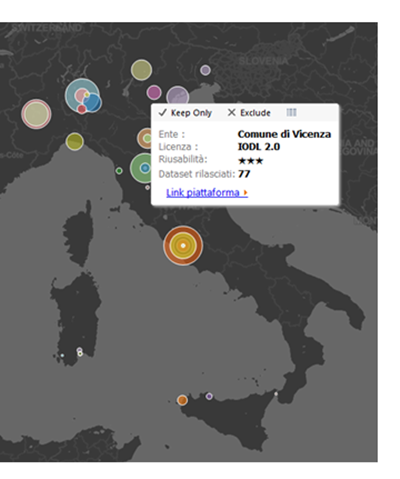 SWITZERLAND
SLOVENIA
✓ Keep Only ✕ Exclude
Ente : Comune di Vicenza
Licenza : IODL 2.0
Riusabilità: ★★★
Dataset rilasciati: 77
Link piattaforma ▸